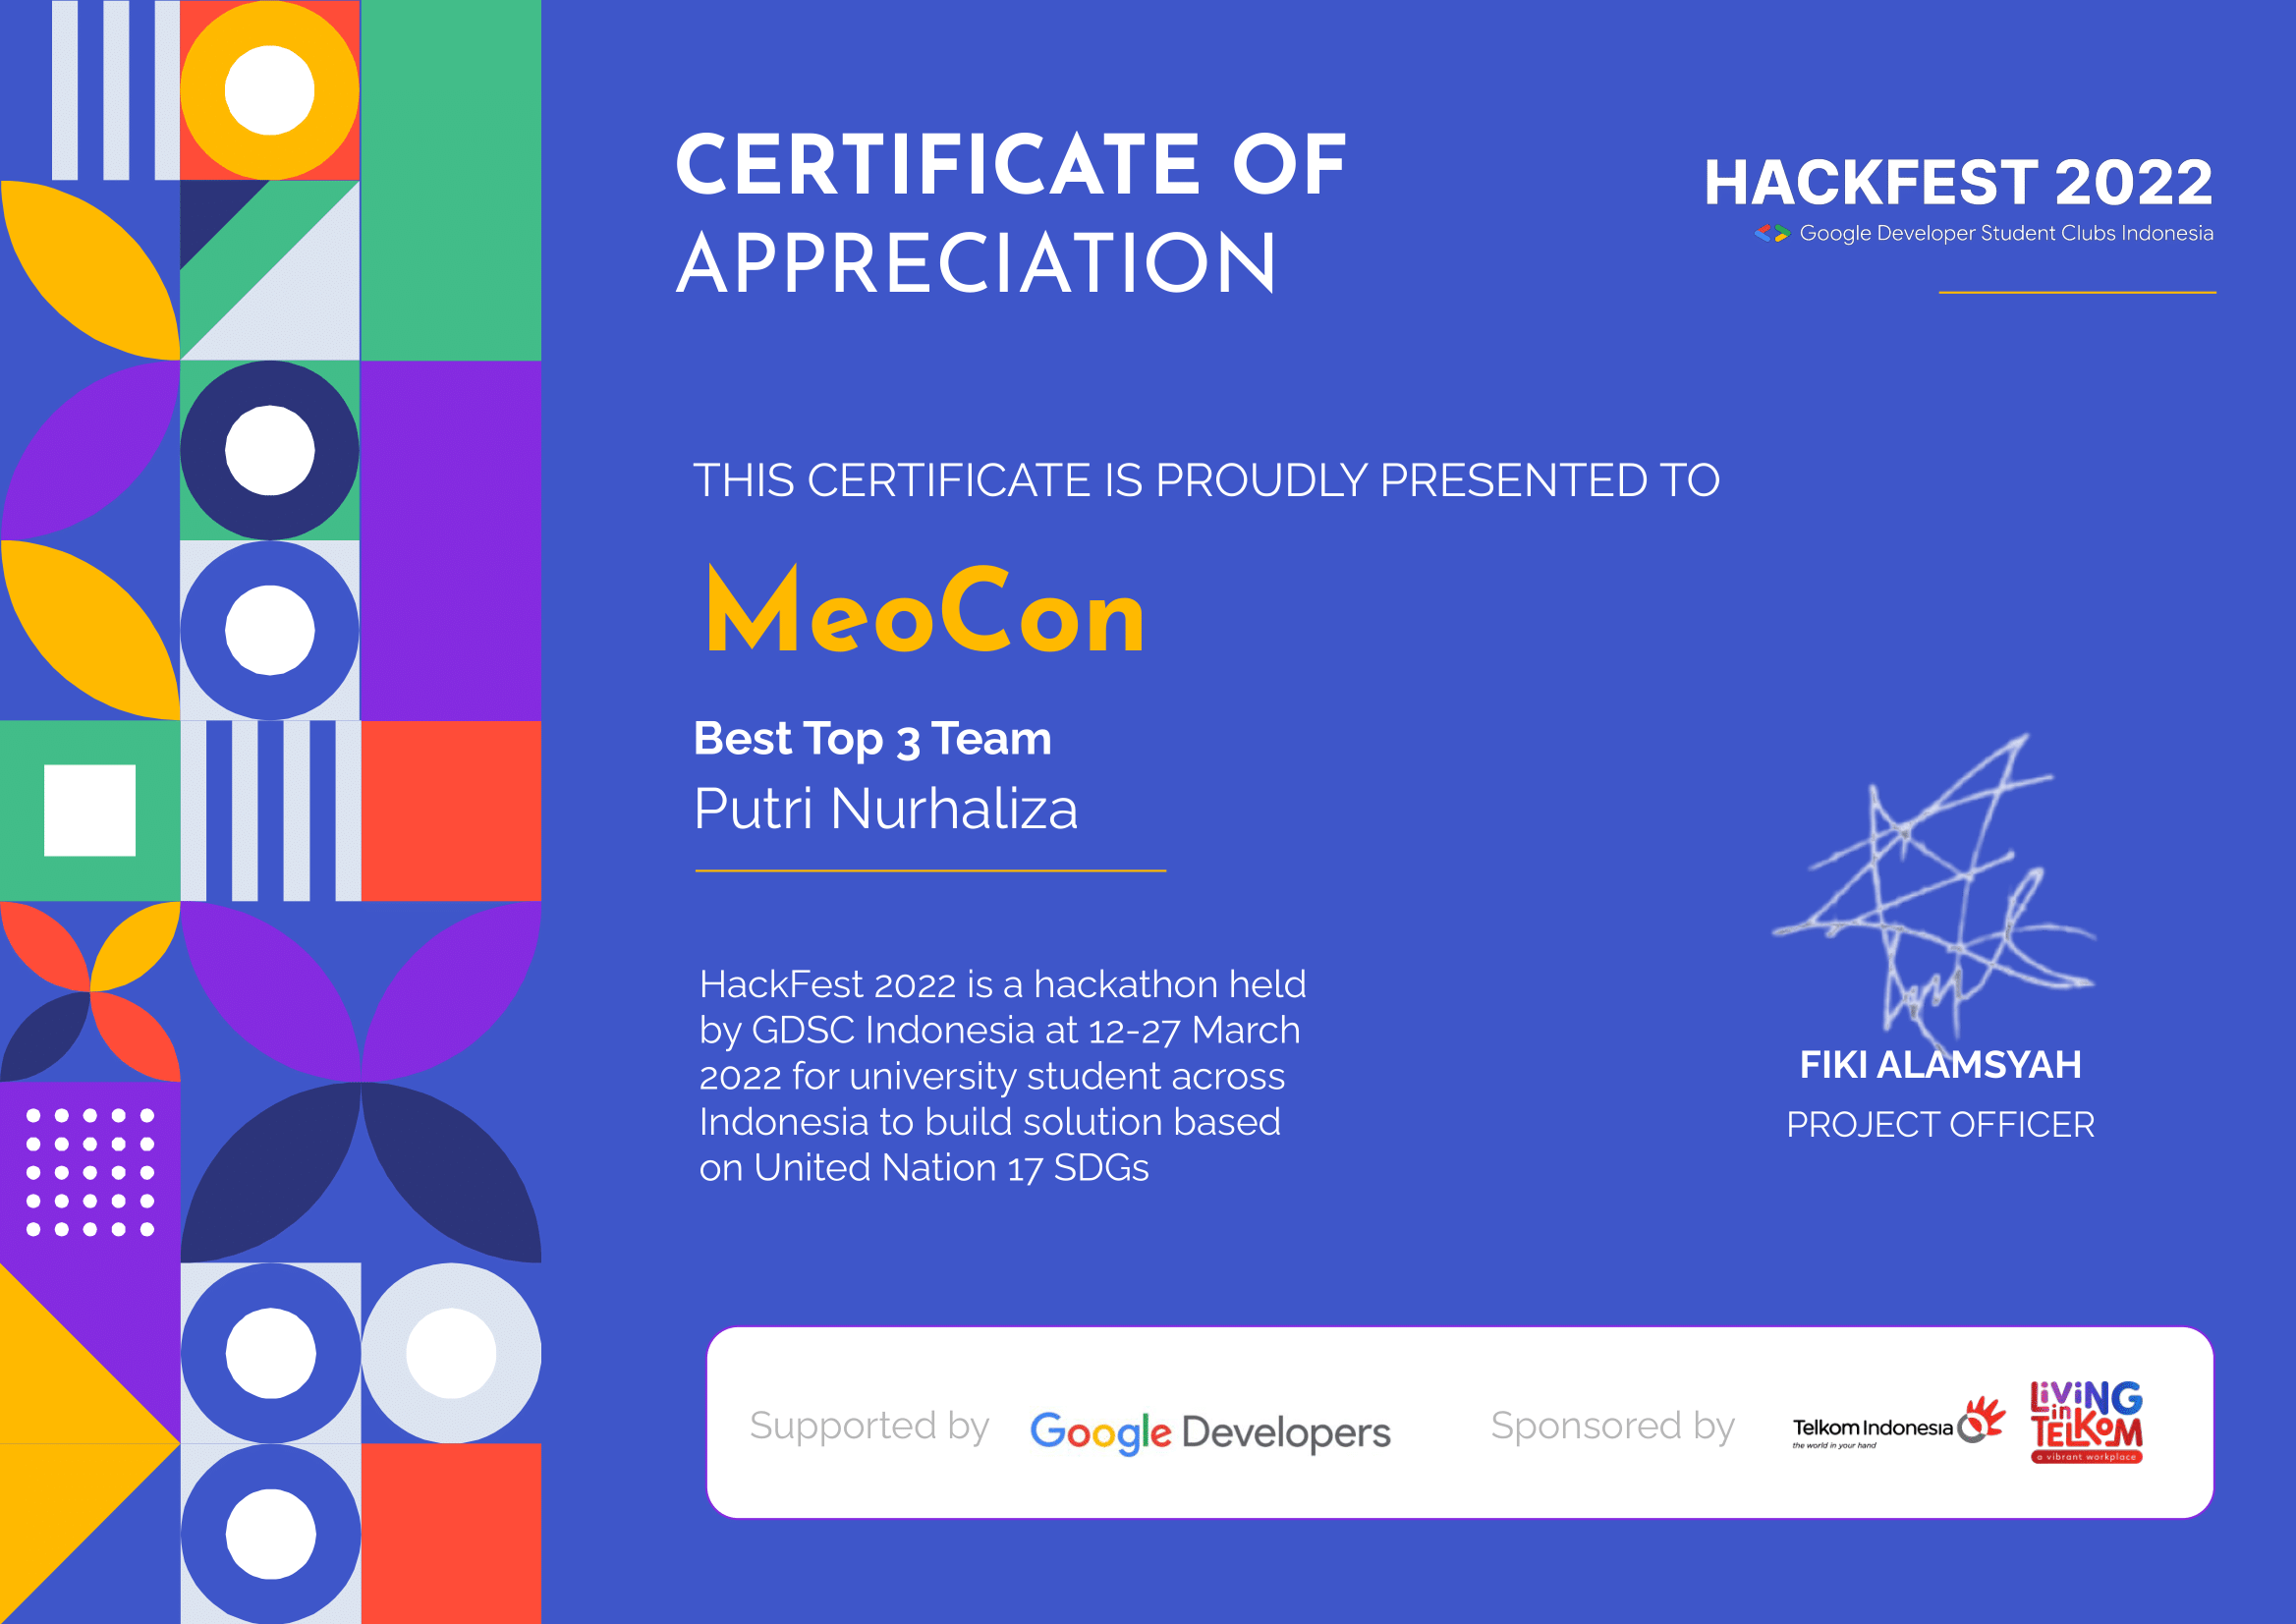 CERTIFICATE OF
APPRECIATION
HACKFEST 2022
Google Developer Student Clubs Indonesia
THIS CERTIFICATE IS PROUDLY PRESENTED TO
MeoCon
Best Top 3 Team
Putri Nurhaliza
HackFest 2022 is a hackathon held
by GDSC Indonesia at 12-27 March
2022 for university student across
Indonesia to build solution based
on United Nation 17 SDGs
FIKI ALAMSYAH
PROJECT OFFICER
Supported by
Google Developers
Sponsored by
Telkom Indonesia
the world in your hand
LiViNG
in
TELKOM
a vibrant workplace